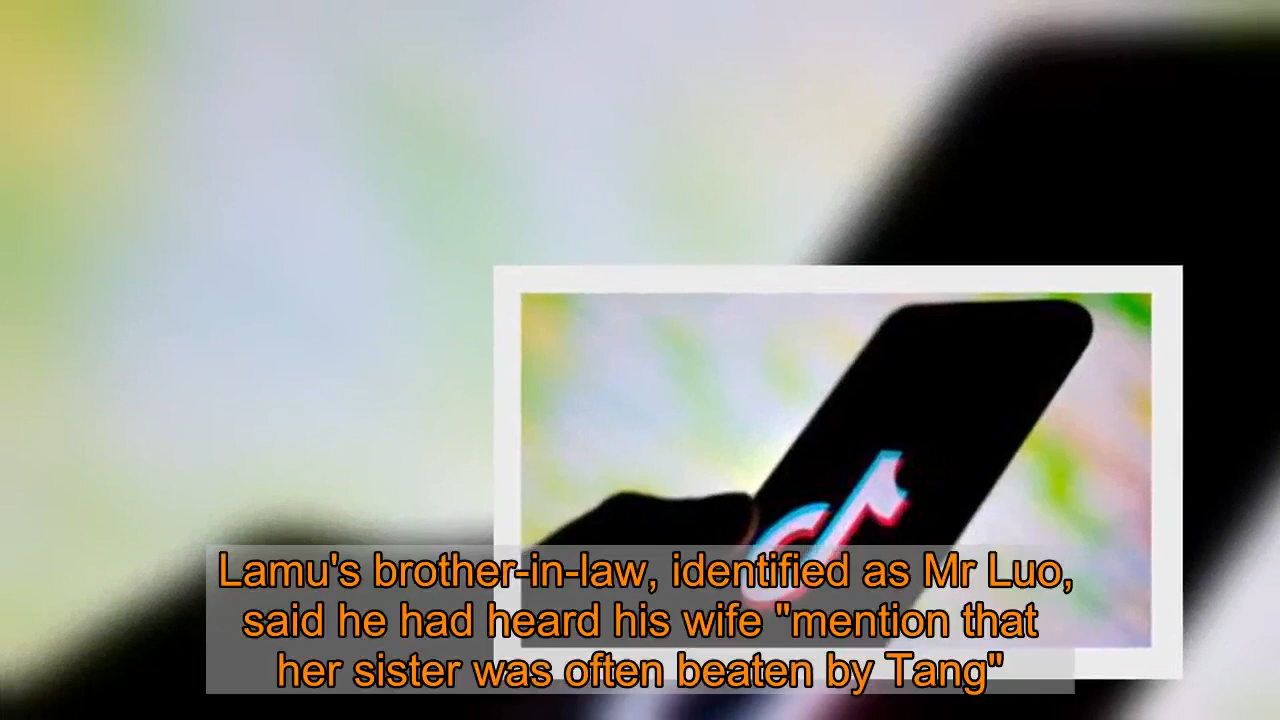 Lamu's brother-in-law, identified as Mr Luo,
said he had heard his wife "mention that
her sister was often beaten by Tang"